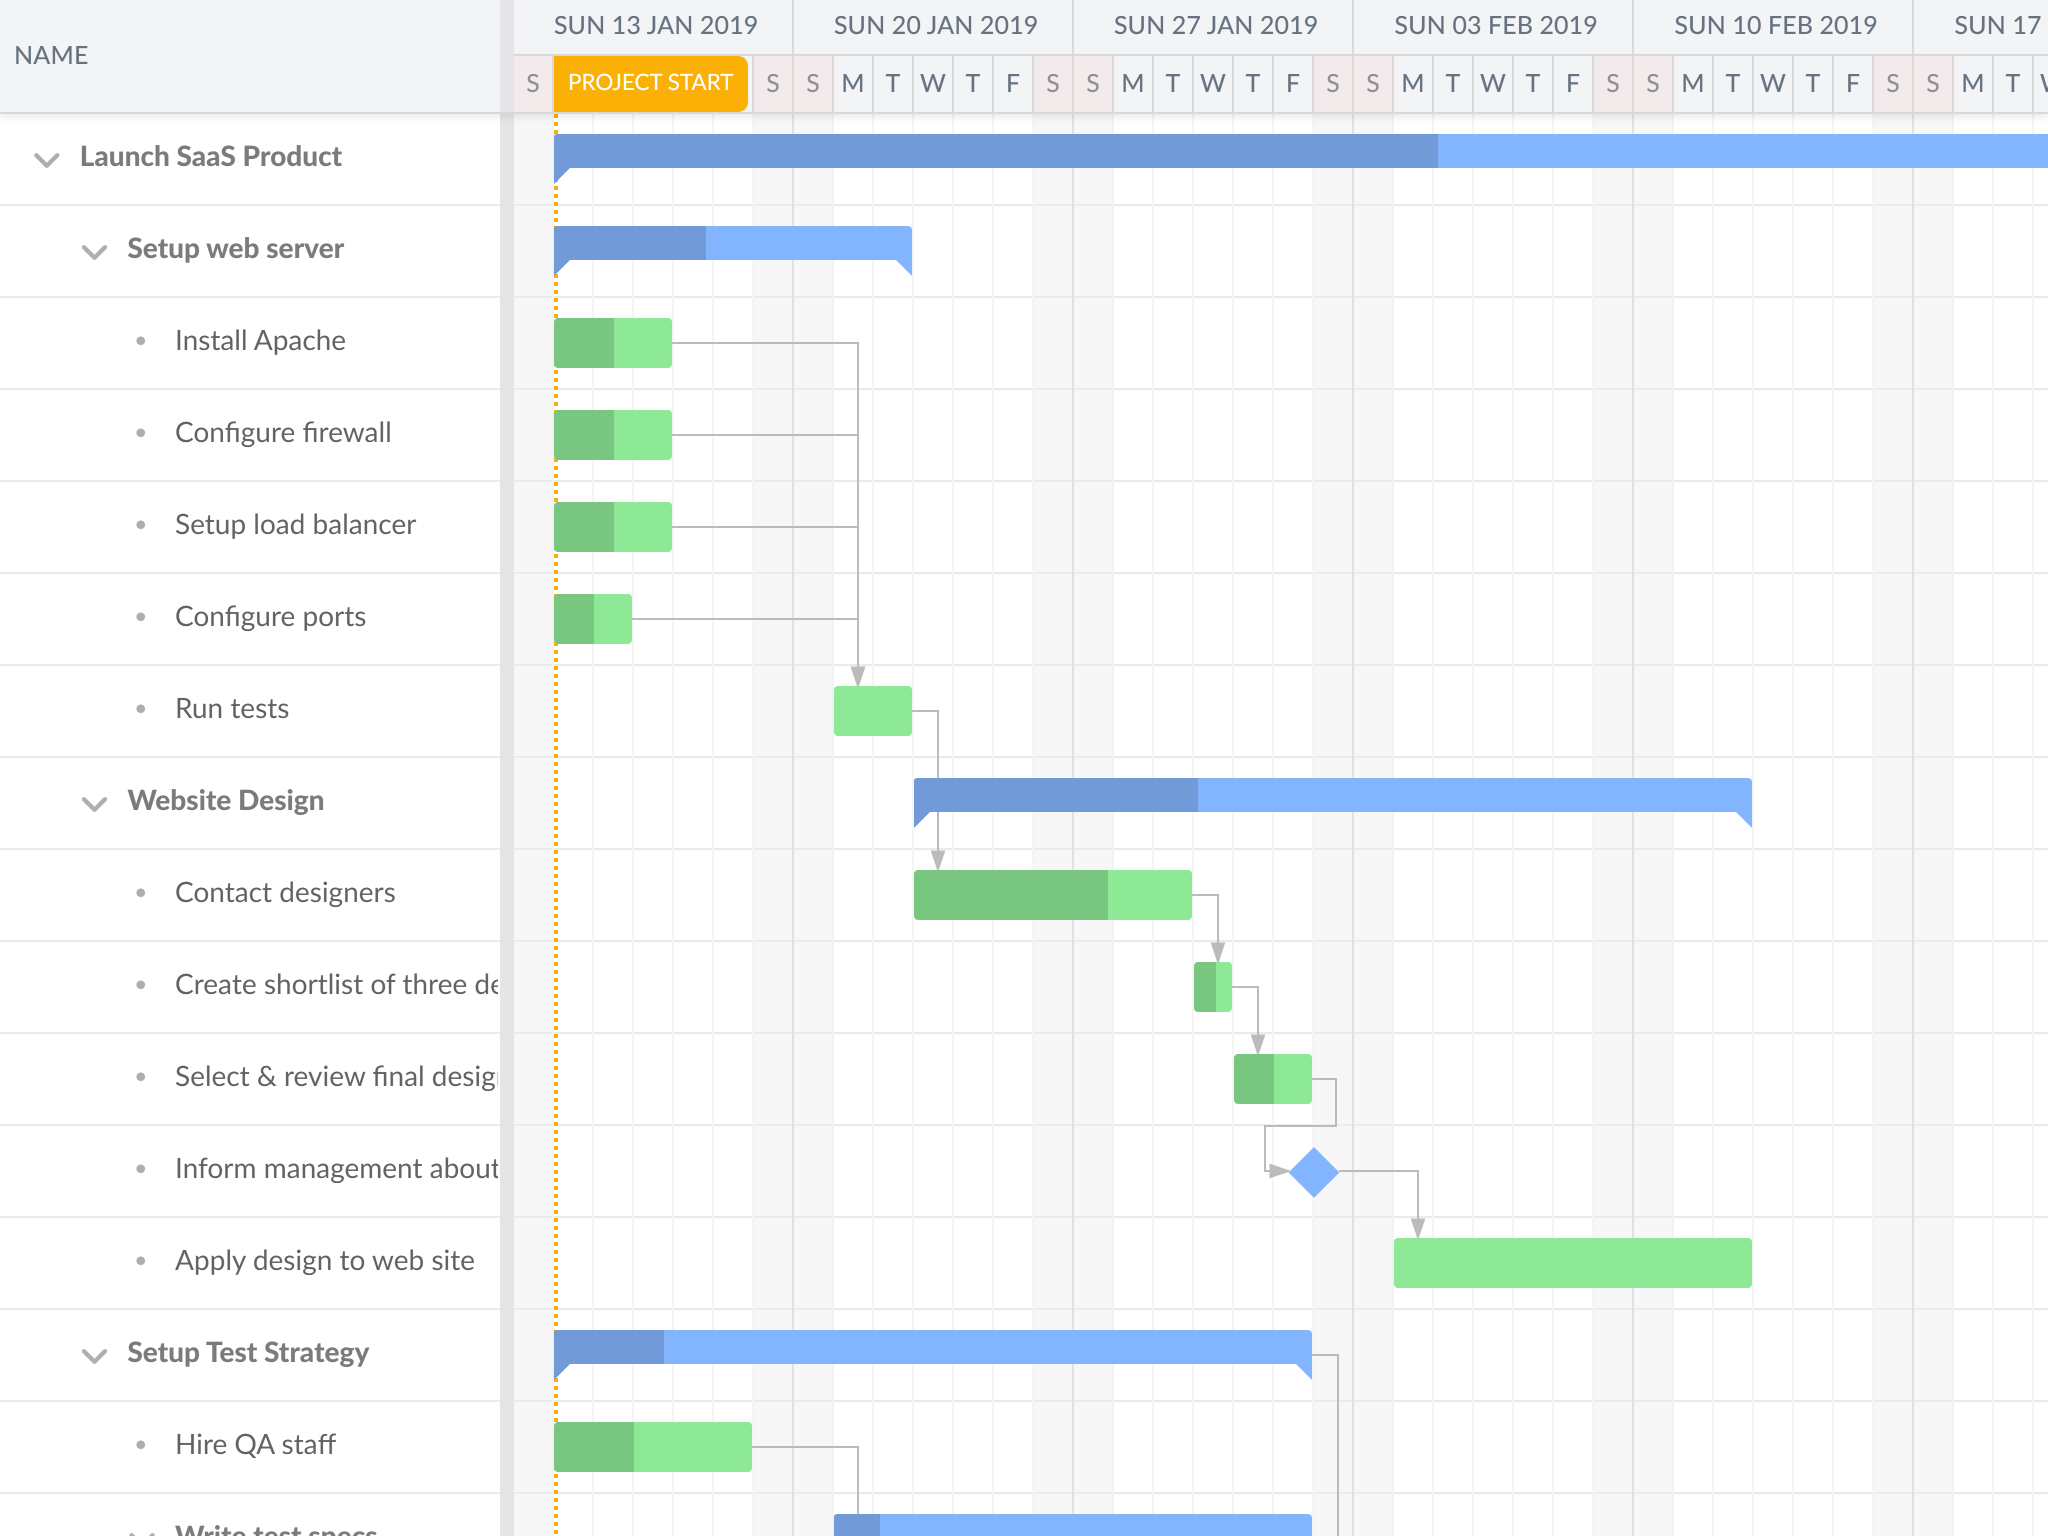 NAME
SUN 13 JAN 2019 SUN 20 JAN 2019 SUN 27 JAN 2019 SUN 03 FEB 2019 SUN 10 FEB 2019 SUN 17
S PROJECT START S S M T W T F S S M T W T F S S M T W T F S S M T W T F S S M T W
Launch SaaS Product
Setup web server
Install Apache
Configure firewall
Setup load balancer
Configure ports
Run tests
Website Design
Contact designers
Create shortlist of three de
Select & review final desig
Inform management about
Apply design to web site
Setup Test Strategy
Hire QA staff
Write test specs